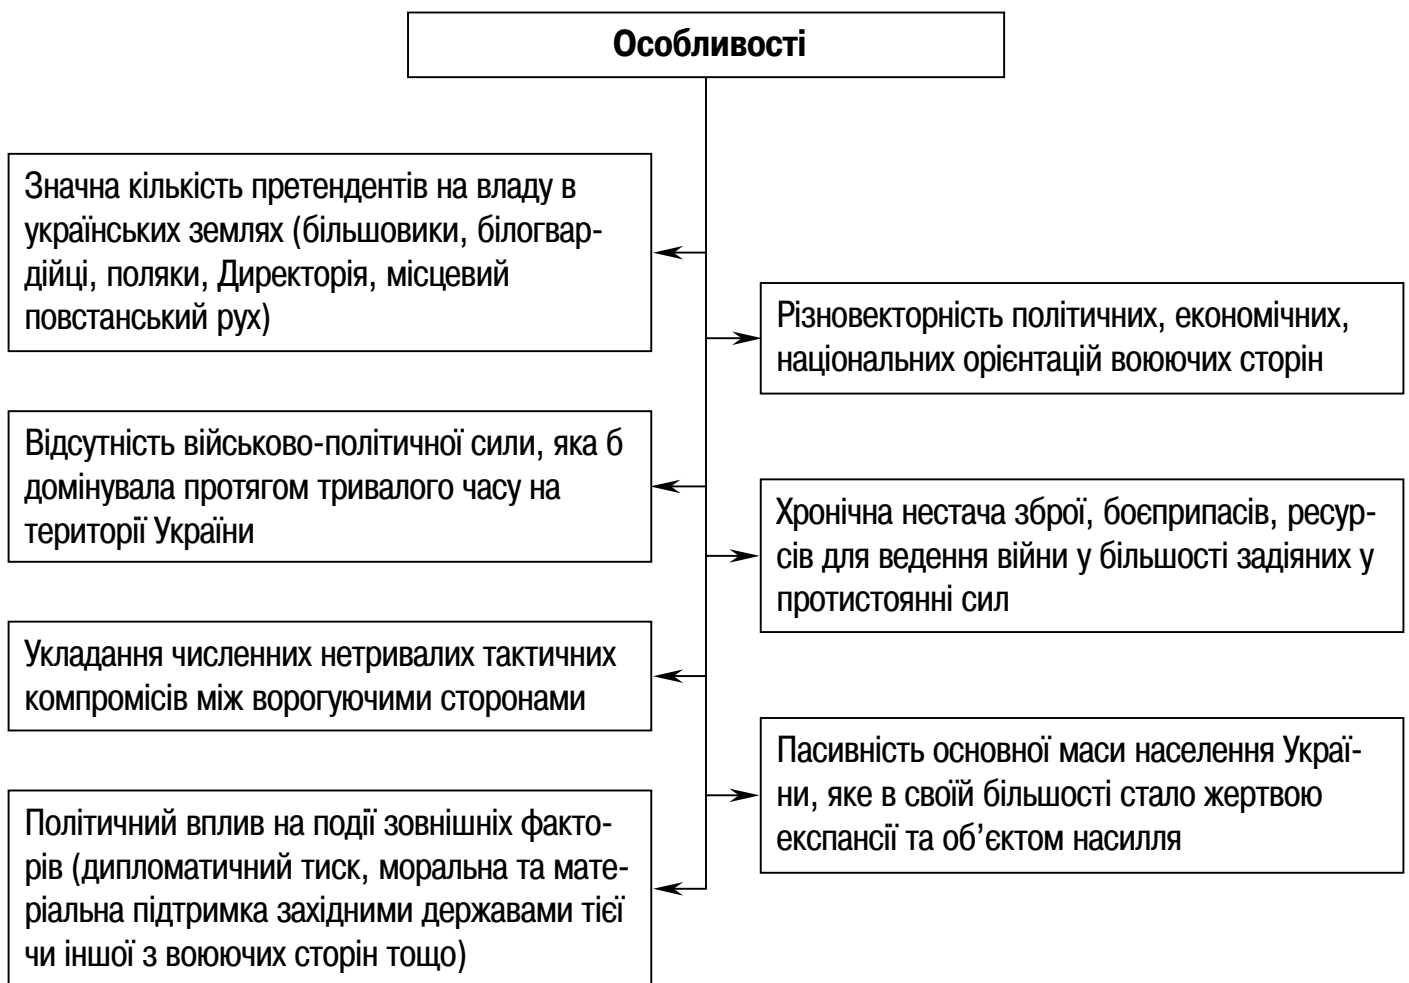 Особливості
Значна кількість претендентів на владу в
українських землях (більшовики, білогвар-
дійці, поляки, Директорія, місцевий
повстанський рух)
Різновекторність політичних, економічних,
національних орієнтацій воюючих сторін
Відсутність військово-політичної сили, яка б
домінувала протягом тривалого часу на
території України
Хронічна нестача зброї, боєприпасів, ресур-
сів для ведення війни у більшості задіяних у
протистоянні сил
Укладання численних нетривалих тактичних
компромісів між ворогуючими сторонами
Пасивність основної маси населення Украї-
ни, яке в своїй більшості стало жертвою
експансії та об’єктом насилля
Політичний вплив на події зовнішніх факто-
рів (дипломатичний тиск, моральна та мате-
ріальна підтримка західними державами тієї
чи іншої з воюючих сторін тощо)